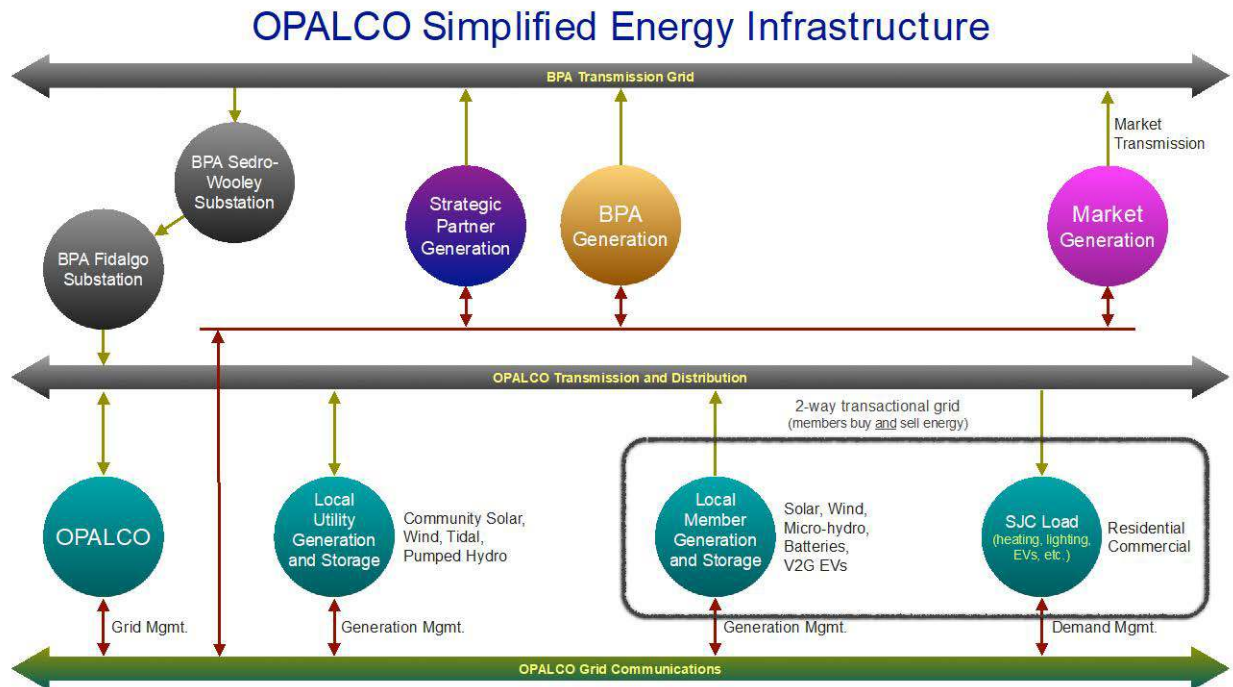 OPALCO Simplified Energy Infrastructure
BPA Transmission Grid
Market
Transmission
BPA Sedro-
Wooley
Substation
Strategic
Partner
Generation
BPA
Generation
Market
Generation
BPA Fidalgo
Substation
OPALCO Transmission and Distribution
2-way transactional grid
(members buy and sell energy)
OPALCO
Local
Utility
Generation
and Storage
Community Solar,
Wind, Tidal,
Pumped Hydro
Local
Member
Generation
and Storage
Solar, Wind,
Micro-hydro,
Batteries,
V2G EVs
SJC Load
(heating, lighting,
EVs, etc.)
Residential
Commercial
Grid Mgmt.
Generation Mgmt.
Generation Mgmt.
Demand Mgmt.
OPALCO Grid Communications